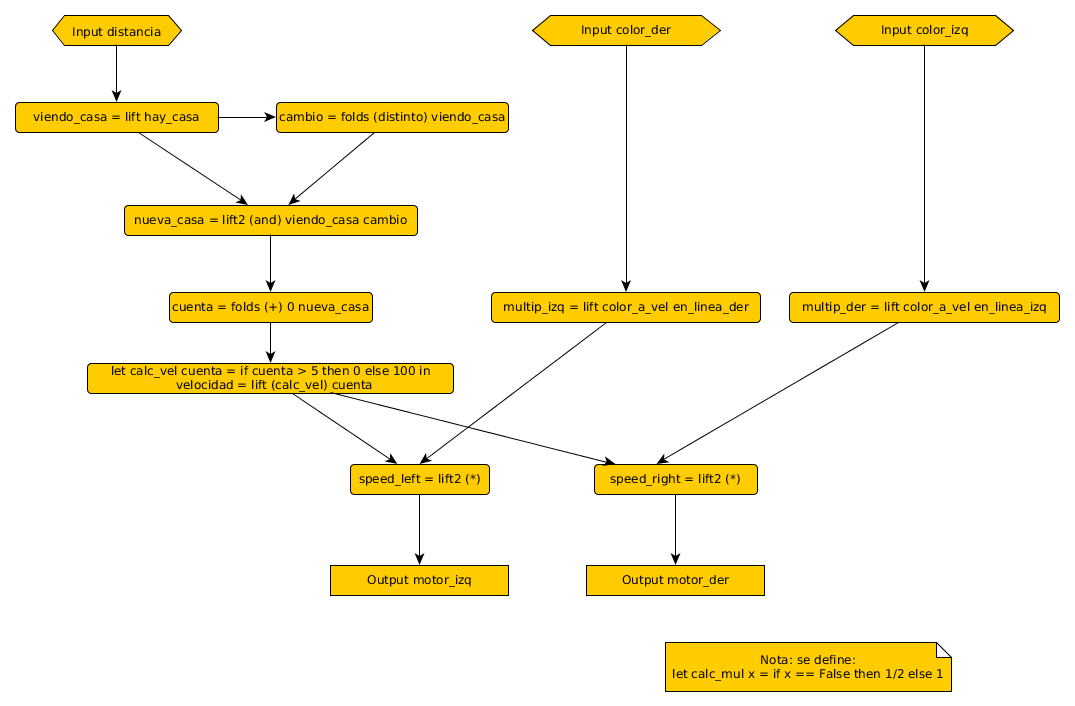 Input distancia
Input color_der
Input color_izq
viendo_casa = lift hay_casa
cambio = folds (distinto) viendo_casa
nueva_casa = lift2 (and) viendo_casa cambio
cuenta = folds (+) 0 nueva_casa
multip_izq = lift color_a_vel en_linea_der
multip_der = lift color_a_vel en_linea_izq
let calc_vel cuenta = if cuenta > 5 then 0 else 100 in
velocidad = lift (calc_vel) cuenta
speed_left = lift2 (*)
speed_right = lift2 (*)
Output motor_izq
Output motor_der
Nota: se define:
let calc_mul x = if x == False then 1/2 else 1